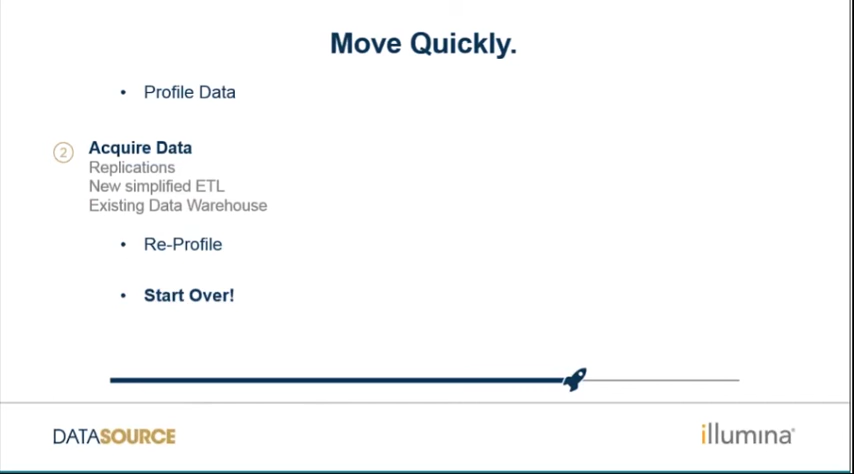 Move Quickly.
• Profile Data
2 Acquire Data
Replications
New simplified ETL
Existing Data Warehouse
• Re-Profile
• Start Over!
DATASOURCE
illumina®